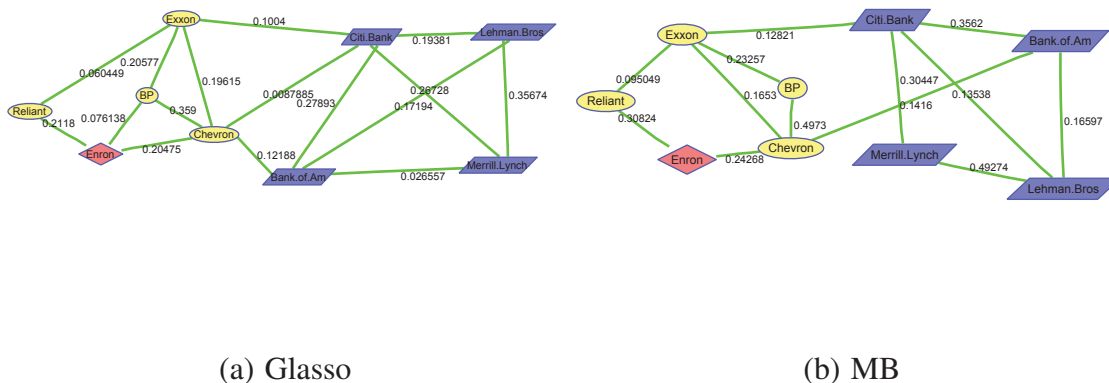 Exxon
0.1004
Citi.Bank
0.19381
Lehman.Bros
0.060449
0.20577
0.19615
0.0087885
0.27893
0.26728
0.17194
0.35674
Reliant
0.2118
BP
0.076138
0.359
Chevron
Enron
0.20475
0.12188
Bank.of.Am
0.026557
Merrill.Lynch
(a) Glasso
Citi.Bank
0.3562
Bank.of.Am
Exxon
0.12821
0.23257
0.095049
0.1653
BP
0.30447
0.1416
0.13538
0.16597
Reliant
0.30824
0.4973
Chevron
Enron
0.24268
Merrill.Lynch
0.49274
Lehman.Bros
(b) MB